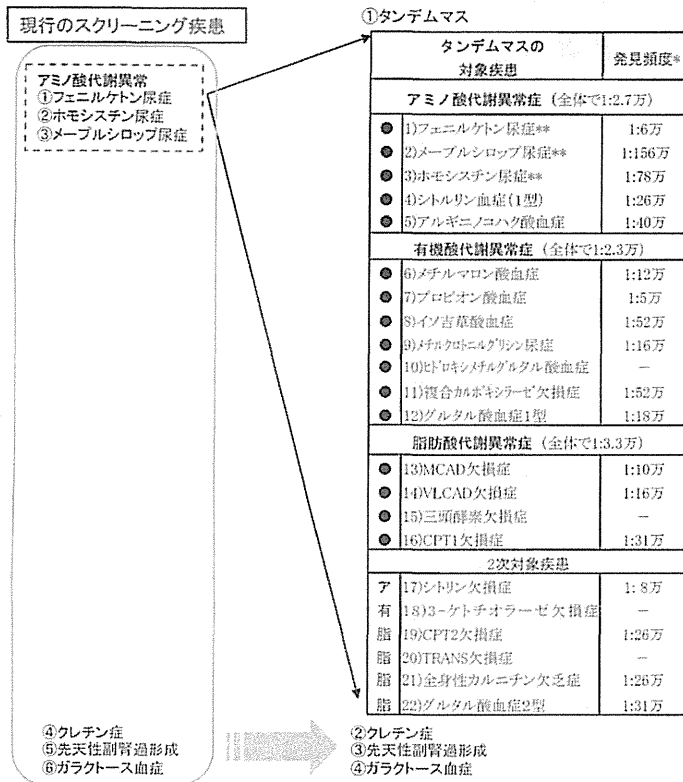 現行のスクリーニング疾患
アミノ酸代謝異常
①フェニルケトン尿症
②ホモシスチン尿症
③メープルシロップ尿症
④クレチン症
⑤先天性副腎過形成
⑥ガラクトース血症
①タンデムマス
タンデムマスの 対象疾患 発見頻度*
アミノ酸代謝異常症 (全体で1:2.7万)
● 1)フェニルケトン尿症** 1:6万
● 2)メープルシロップ尿症** 1:156万
● 3)ホモシスチン尿症** 1:78万
● 4)シトルリン血症(1型) 1:26万
● 5)アルギニノコハク酸血症 1:40万
有機酸代謝異常症 (全体で1:2.3万)
● 6)メチルマロン酸血症 1:12万
● 7)プロピオン酸血症 1:5万
● 8)イソ吉草酸血症 1:52万
● 9)メチルクロトニルグリシン尿症 1:16万
● 10)ヒドロキシメチルグルタル酸血症 −
● 11)複合カルボキシラーゼ欠損症 1:52万
● 12)グルタル酸血症1型 1:18万
脂肪酸代謝異常症 (全体で1:3.3万)
● 13)MCAD欠損症 1:10万
● 14)VLCAD欠損症 1:16万
● 15)三頭酵素欠損症 −
● 16)CPT1欠損症 1:31万
2次対象疾患
ア 17)シトリン欠損症 1: 8万
有 18)3-ケトチオラーゼ欠損症 −
脂 19)CPT2欠損症 1:26万
脂 20)TRANS欠損症 −
脂 21)全身性カルニチン欠乏症 1:26万
脂 22)グルタル酸血症2型 1:31万
②クレチン症
③先天性副腎過形成
④ガラクトース血症